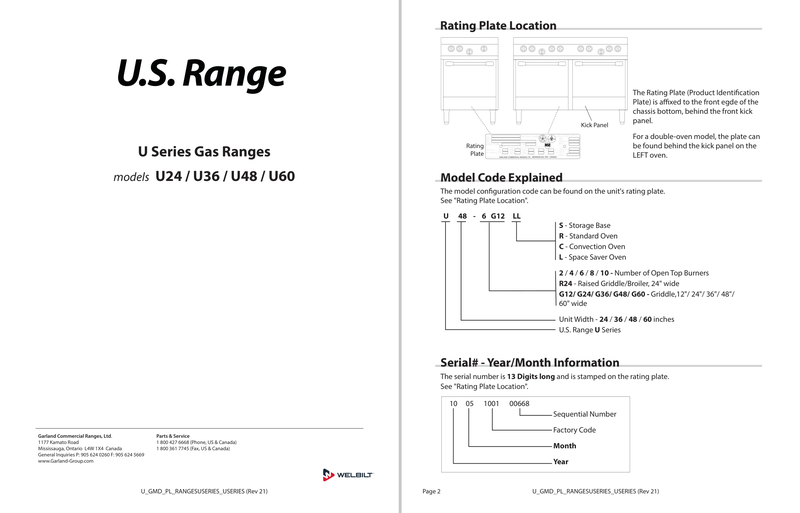 U.S. Range
U Series Gas Ranges
models U24 / U36 / U48 / U60
Garland Commercial Ranges, Ltd.
1177 Kamato Road
Mississauga, Ontario L4W 1X4 Canada
General Inquiries P: 905 624 0260 F: 905 624 5669
www.Garland-Group.com
Parts & Service
1 800 427 6668 (Phone, US & Canada)
1 800 361 7745 (Fax, US & Canada)
WELBILT
U_GMD_PL_RANGESUSERIES_USERIES (Rev 21)
Rating Plate Location
Kick Panel
Rating
Plate
The Rating Plate (Product Identification
Plate) is affixed to the front egde of the
chassis bottom, behind the front kick
panel.
For a double-oven model, the plate can
be found behind the kick panel on the
LEFT oven.
Model Code Explained
The model configuration code can be found on the unit's rating plate.
See "Rating Plate Location".
U 48 - 6 G12 LL
S - Storage Base
R - Standard Oven
C - Convection Oven
L - Space Saver Oven
2 / 4 / 6 / 8 / 10 - Number of Open Top Burners
R24 - Raised Griddle/Broiler, 24" wide
G12/ G24/ G36/ G48/ G60 - Griddle,12"/ 24"/ 36"/ 48"/
60" wide
Unit Width - 24 / 36 / 48 / 60 inches
U.S. Range U Series
Serial# - Year/Month Information
The serial number is 13 Digits long and is stamped on the rating plate.
See "Rating Plate Location".
10 05 1001 00668
Sequential Number
Factory Code
Month
Year
Page 2
U_GMD_PL_RANGESUSERIES_USERIES (Rev 21)